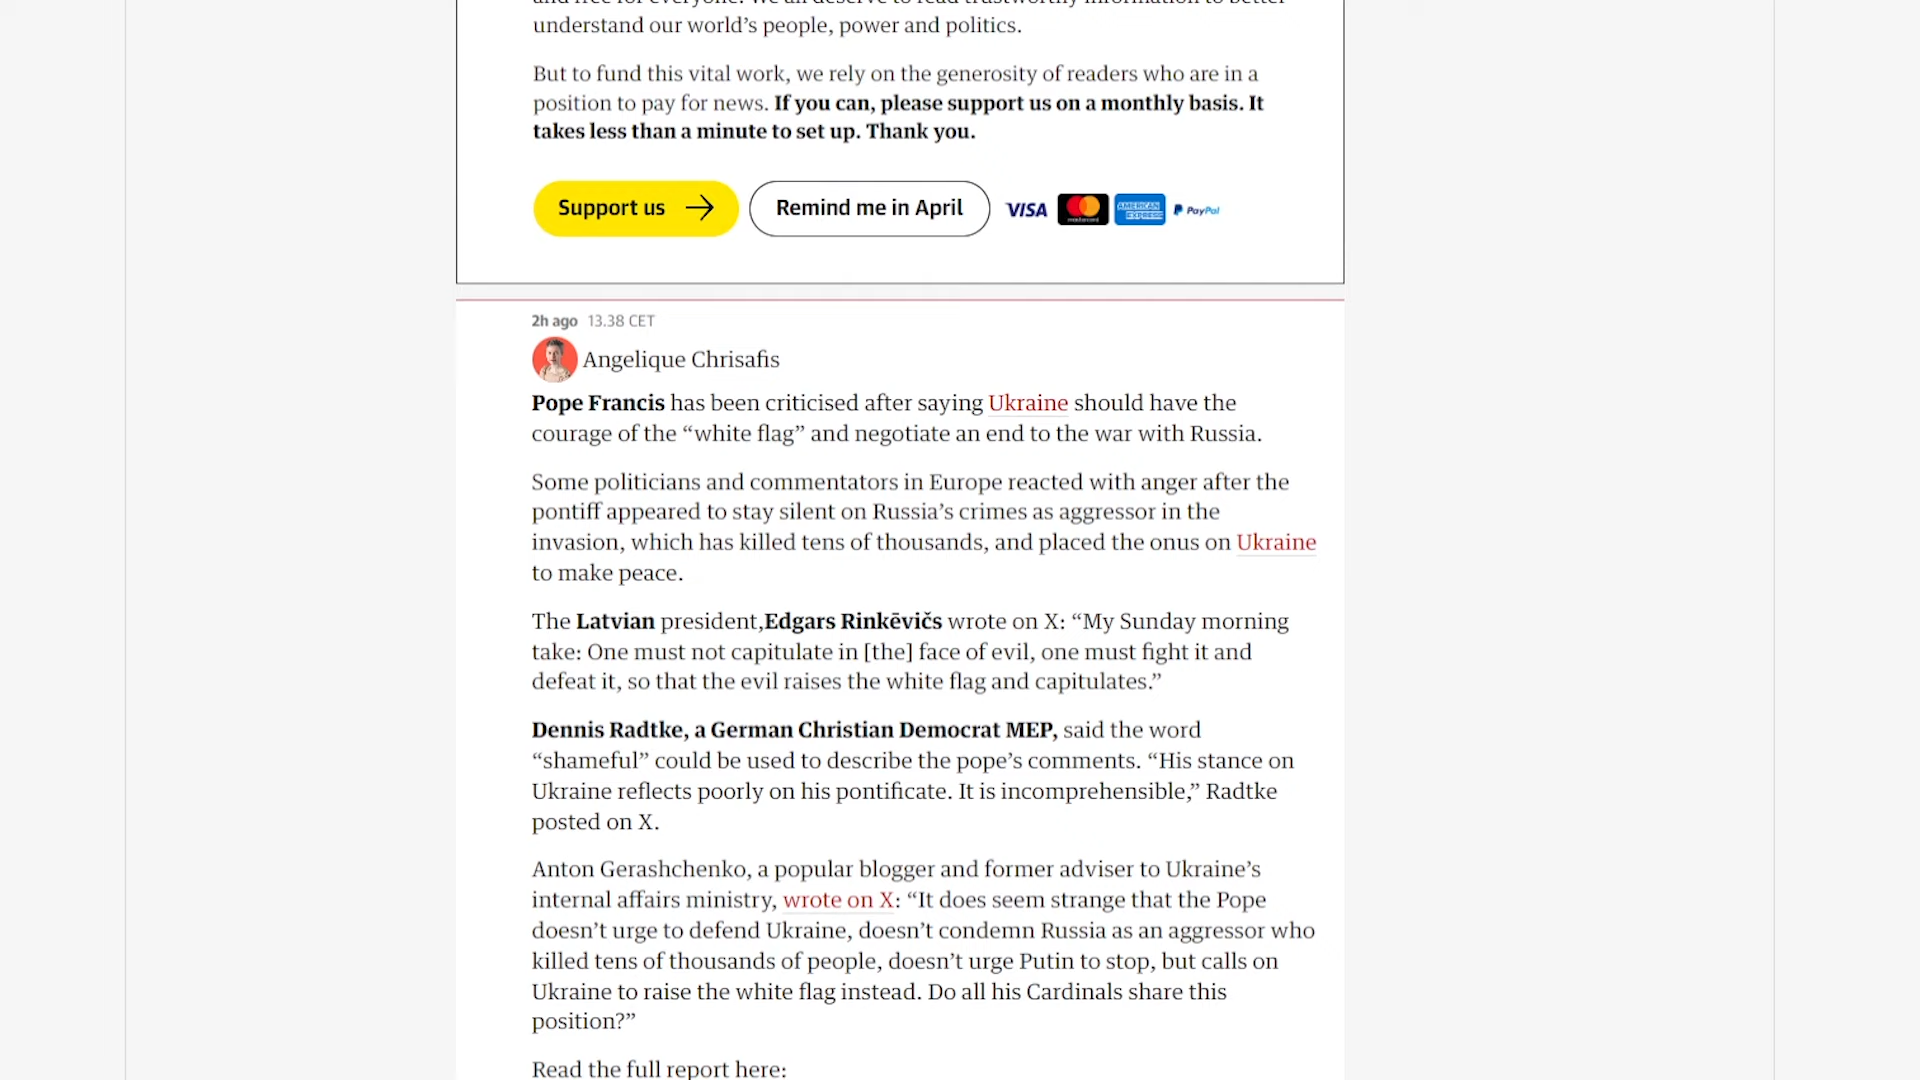 understand our world's people, power and politics.
But to fund this vital work, we rely on the generosity of readers who are in a
position to pay for news. If you can, please support us on a monthly basis. It
takes less than a minute to set up. Thank you.
Support us
Remind me in April
VISA
mastercard
AMERICAN
EXPRESS
PayPal
2h ago 13.38 CET
Angelique Chrisafis
Pope Francis has been criticised after saying Ukraine should have the
courage of the “white flag” and negotiate an end to the war with Russia.
Some politicians and commentators in Europe reacted with anger after the
pontiff appeared to stay silent on Russia’s crimes as aggressor in the
invasion, which has killed tens of thousands, and placed the onus on Ukraine
to make peace.
The Latvian president,Edgars Rinkēvičs wrote on X: “My Sunday morning
take: One must not capitulate in [the] face of evil, one must fight it and
defeat it, so that the evil raises the white flag and capitulates.”
Dennis Radtke, a German Christian Democrat MEP, said the word
“shameful” could be used to describe the pope’s comments. “His stance on
Ukraine reflects poorly on his pontificate. It is incomprehensible,” Radtke
posted on X.
Anton Gerashchenko, a popular blogger and former adviser to Ukraine’s
internal affairs ministry, wrote on X: “It does seem strange that the Pope
doesn’t urge to defend Ukraine, doesn’t condemn Russia as an aggressor who
killed tens of thousands of people, doesn’t urge Putin to stop, but calls on
Ukraine to raise the white flag instead. Do all his Cardinals share this
position?”
Read the full report here: